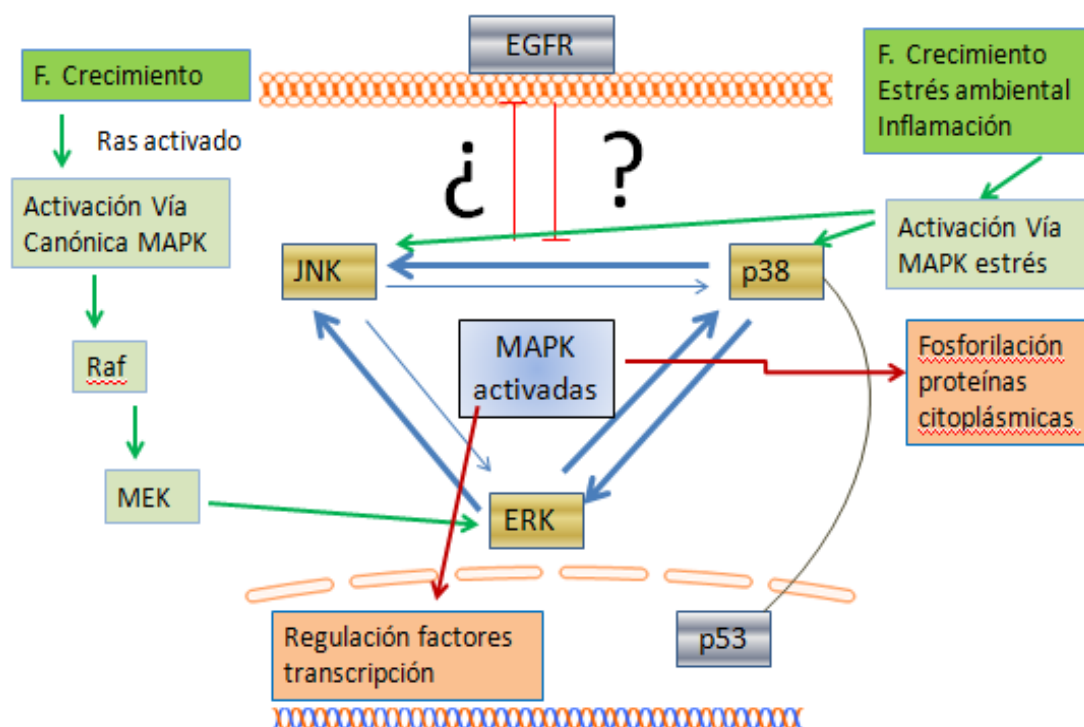 EGFR
F. Crecimiento
F. Crecimiento
Estrés ambiental
Inflamación
Ras activado
¿ ?
Activación Vía
Canónica MAPK
Activación Vía
MAPK estrés
JNK
p38
MAPK
activadas
Fosforilación
proteínas
citoplásmicas
Raf
MEK
ERK
Regulación factores
transcripción
p53